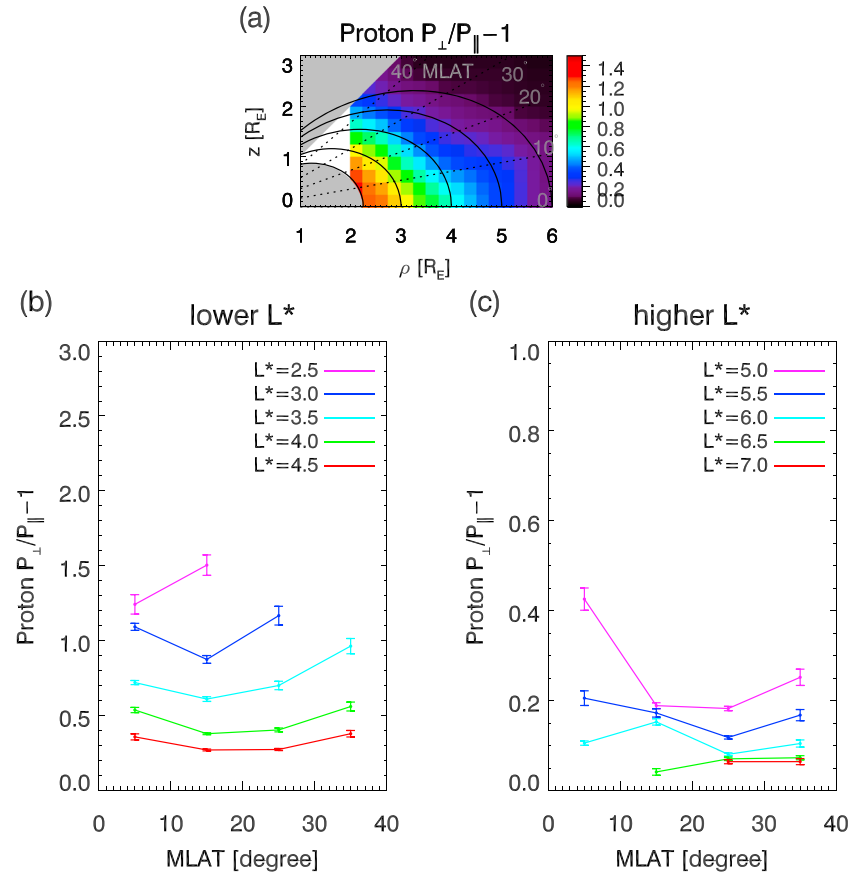 (a)
Proton P⊥/P∥−1
3
2
1
0
z [R_E]
40°
MLAT
30°
20°
10°
0°
1 2 3 4 5 6
ρ [R_E]
1.4
1.2
1.0
0.8
0.6
0.4
0.2
0.0
(b)
lower L*
3.0
2.5
2.0
1.5
1.0
0.5
0.0
Proton P⊥/P∥−1
L*=2.5
L*=3.0
L*=3.5
L*=4.0
L*=4.5
0 10 20 30 40
MLAT [degree]
(c)
higher L*
1.0
0.8
0.6
0.4
0.2
0.0
Proton P⊥/P∥−1
L*=5.0
L*=5.5
L*=6.0
L*=6.5
L*=7.0
0 10 20 30 40
MLAT [degree]